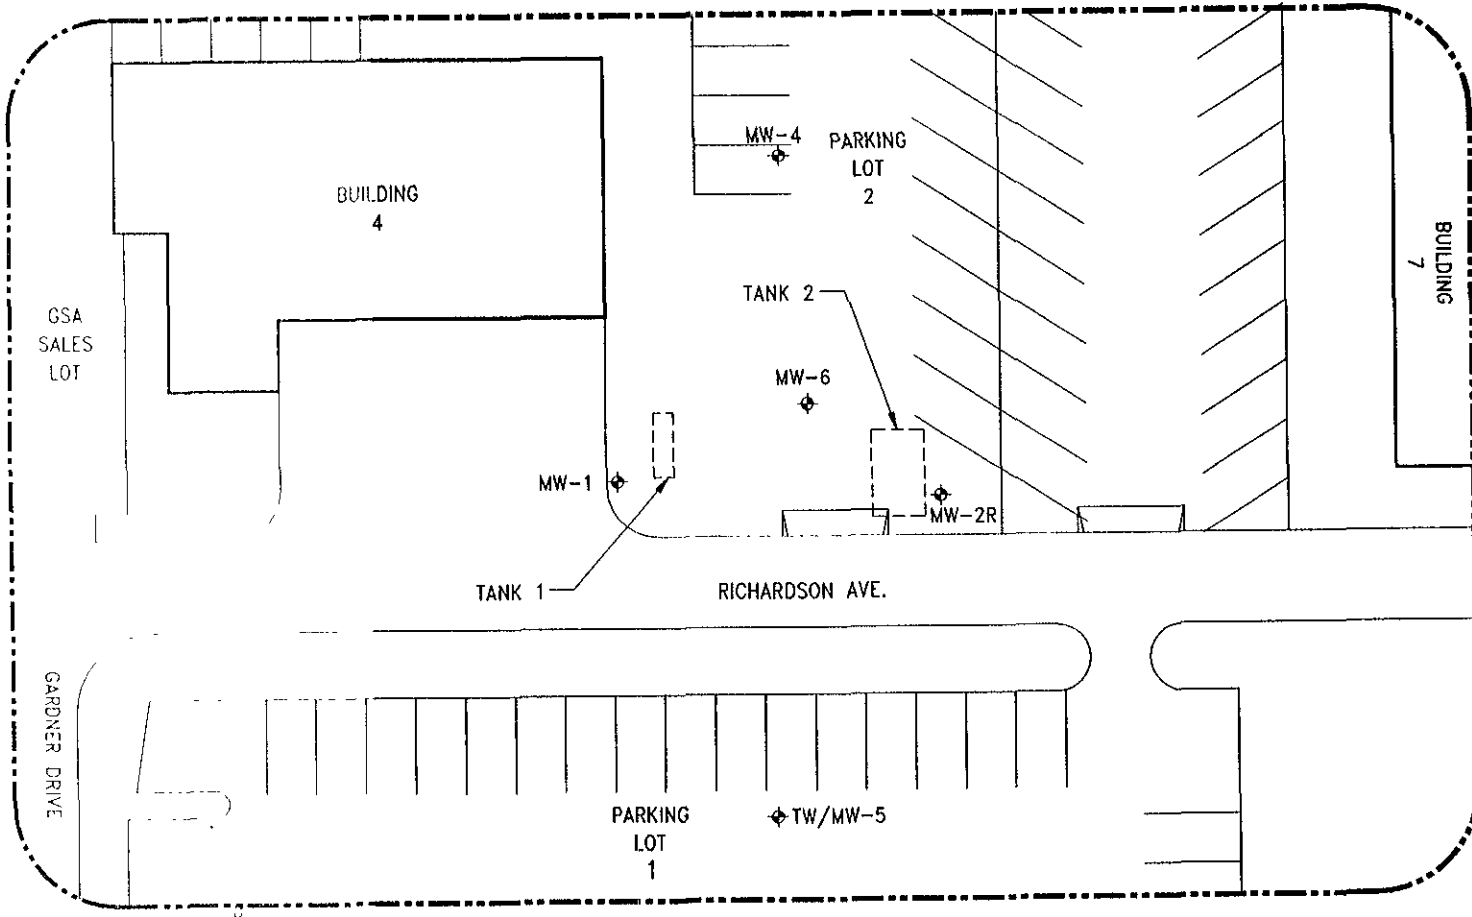 MW-4
PARKING
LOT
2
BUILDING
4
BUILDING
7
TANK 2
GSA
SALES
LOT
MW-6
MW-1
MW-2R
TANK 1
RICHARDSON AVE.
GARDNER DRIVE
PARKING
LOT
1
TW/MW-5